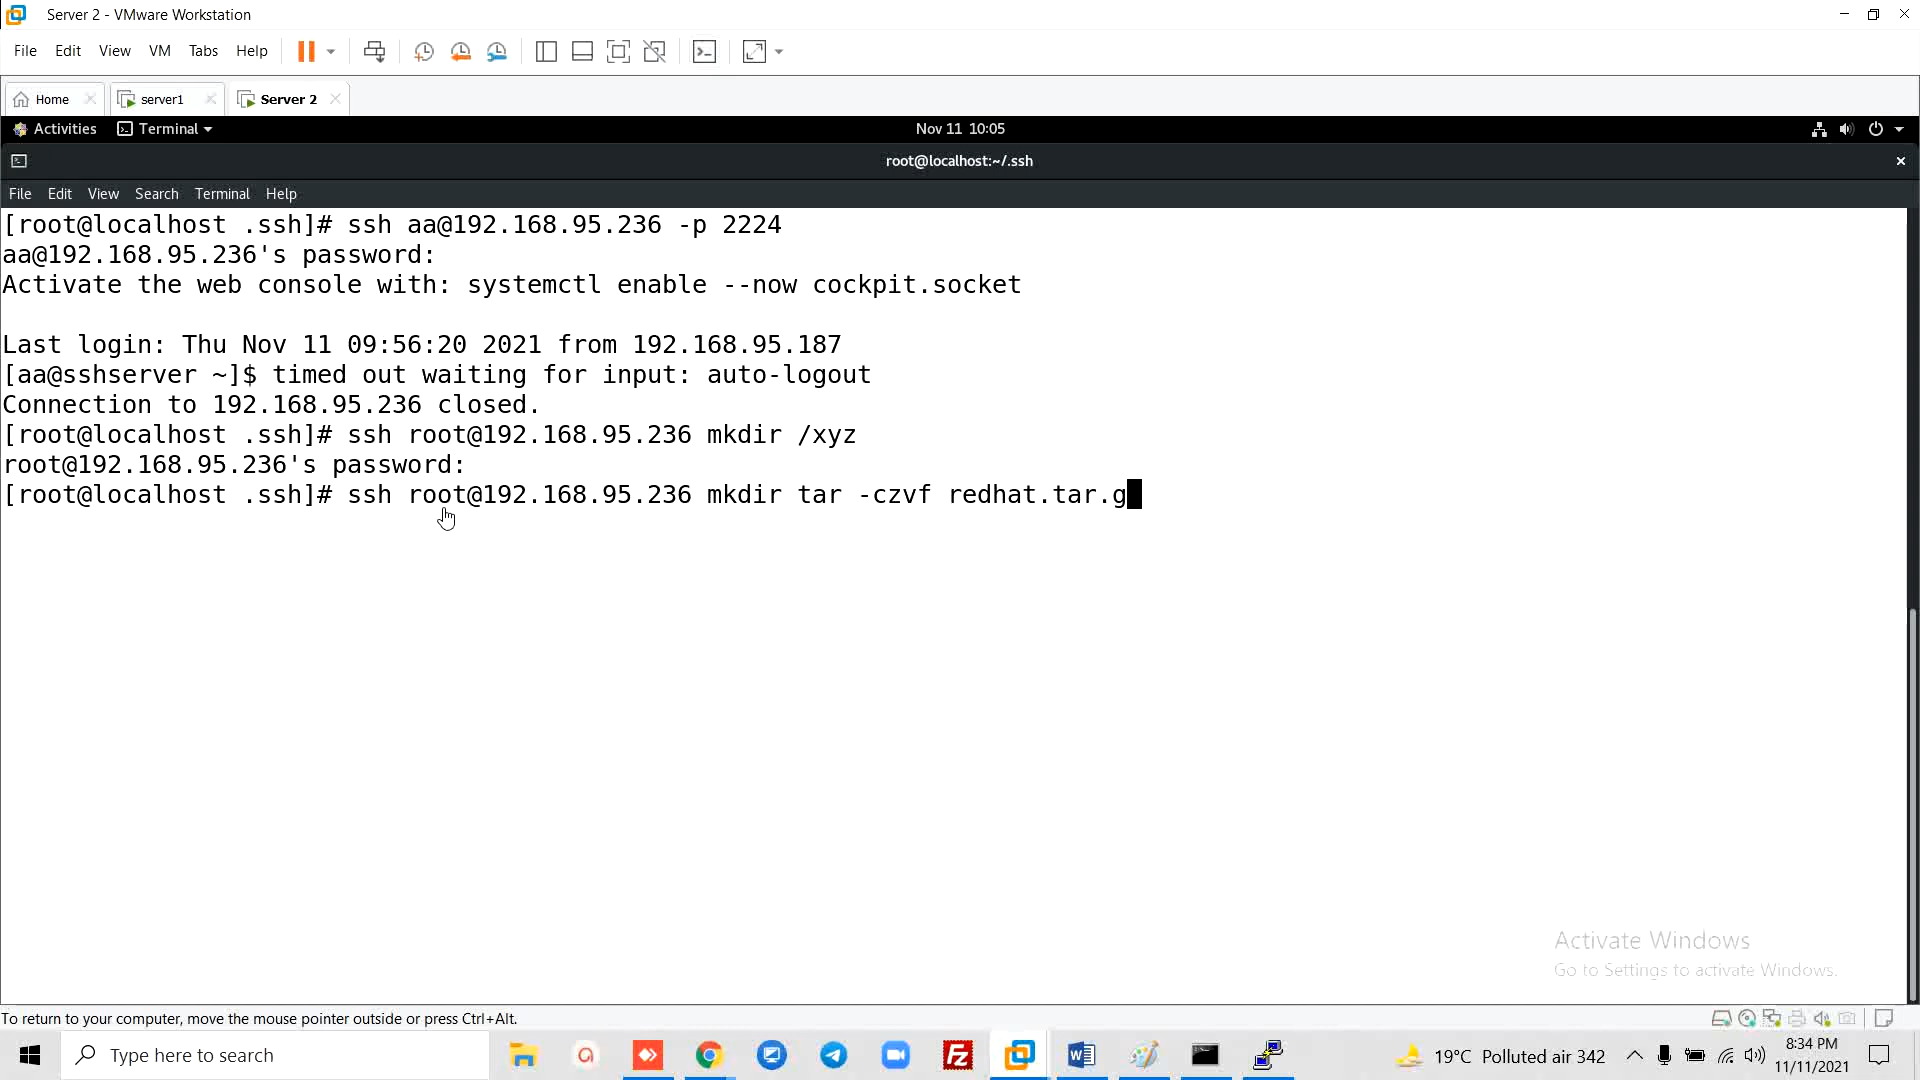 Server 2 - VMware Workstation
File Edit View VM Tabs Help
Home server1 Server 2
Activities Terminal Nov 11 10:05
root@localhost:~/.ssh
File Edit View Search Terminal Help
[root@localhost .ssh]# ssh aa@192.168.95.236 -p 2224
aa@192.168.95.236's password:
Activate the web console with: systemctl enable --now cockpit.socket
Last login: Thu Nov 11 09:56:20 2021 from 192.168.95.187
[aa@sshserver ~]$ timed out waiting for input: auto-logout
Connection to 192.168.95.236 closed.
[root@localhost .ssh]# ssh root@192.168.95.236 mkdir /xyz
root@192.168.95.236's password:
[root@localhost .ssh]# ssh root@192.168.95.236 mkdir tar -czvf redhat.tar.g
Activate Windows
Go to Settings to activate Windows.
To return to your computer, move the mouse pointer outside or press Ctrl+Alt.
Type here to search
19°C Polluted air 342
8:34 PM
11/11/2021